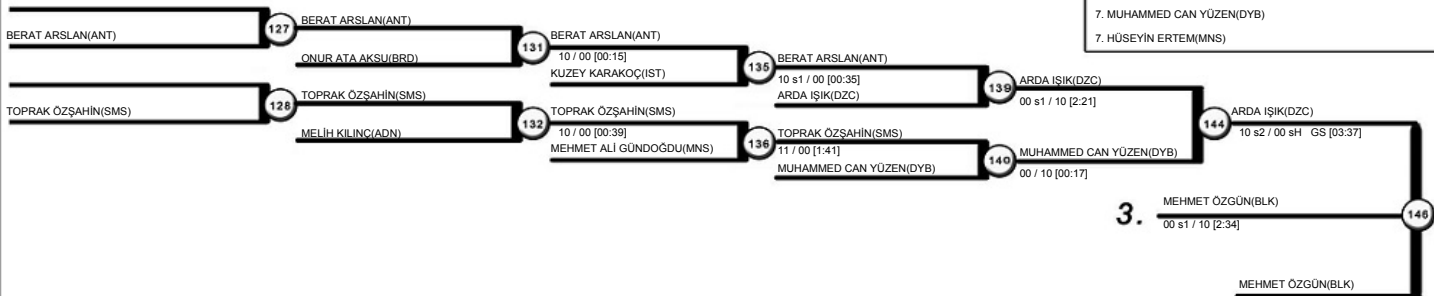 7. MUHAMMED CAN YÜZEN(DYB)
7. HÜSEYİN ERTEM(MNS)
BERAT ARSLAN(ANT)
127
BERAT ARSLAN(ANT)
ONUR ATA AKSU(BRD)
131
BERAT ARSLAN(ANT)
10 / 00 [00:15]
KUZEY KARAKOÇ(IST)
135
BERAT ARSLAN(ANT)
10 s1 / 00 [00:35]
ARDA IŞIK(DZC)
139
ARDA IŞIK(DZC)
00 s1 / 10 [2:21]
TOPRAK ÖZŞAHİN(SMS)
128
TOPRAK ÖZŞAHİN(SMS)
MELİH KILINÇ(ADN)
132
TOPRAK ÖZŞAHİN(SMS)
10 / 00 [00:39]
MEHMET ALİ GÜNDOĞDU(MNS)
136
TOPRAK ÖZŞAHİN(SMS)
11 / 00 [1:41]
MUHAMMED CAN YÜZEN(DYB)
140
MUHAMMED CAN YÜZEN(DYB)
00 / 10 [00:17]
144
ARDA IŞIK(DZC)
10 s2 / 00 sH GS [03:37]
3.
MEHMET ÖZGÜN(BLK)
00 s1 / 10 [2:34]
146
MEHMET ÖZGÜN(BLK)